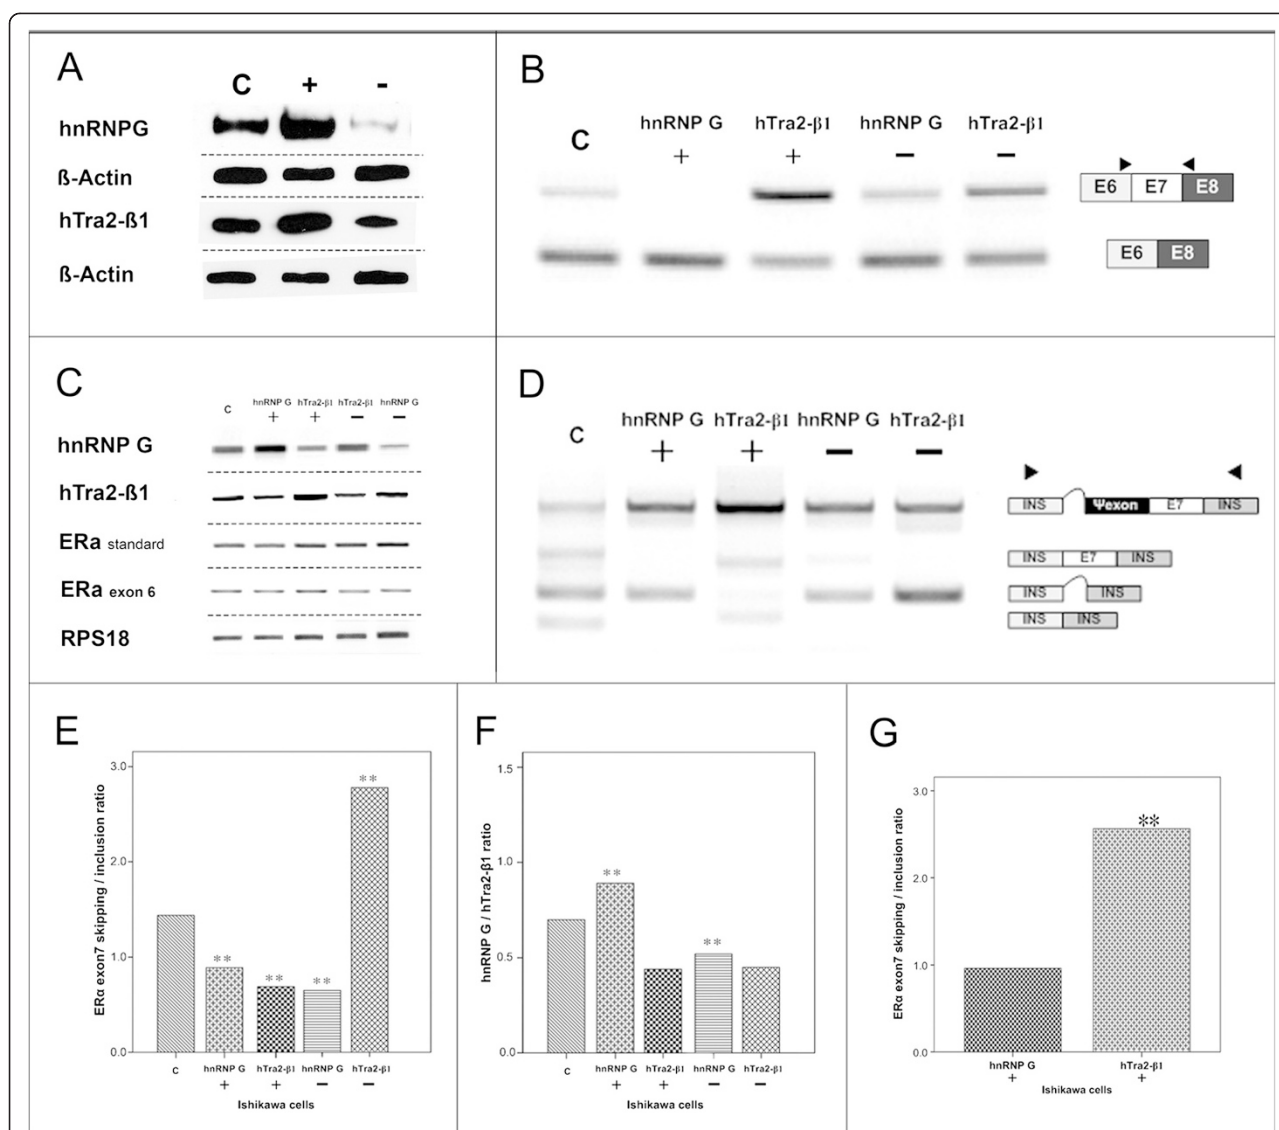 A
C + -
hnRNPG
ß-Actin
hTra2-ß1
ß-Actin
B
C hnRNP G hTra2-β1 hnRNP G hTra2-β1
+ + − −
E6 E7 E8
E6 E8
C
C hnRNP G hTra2-β1 hTra2-β1 hnRNP G
+ + − −
hnRNP G
hTra2-ß1
ERa standard
ERa exon 6
RPS18
D
C hnRNP G hTra2-β1 hnRNP G hTra2-β1
+ + − −
INS Ψexon E7 INS
INS E7 INS
INS INS
INS INS
E
ERα exon7 skipping / inclusion ratio
3.0
2.0
1.0
0.0
** ** ** **
C hnRNP G hTra2-β1 hnRNP G hTra2-β1
+ + − −
Ishikawa cells
F
hnRNP G / hTra2-β1 ratio
1.5
1.0
0.5
0.0
** **
C hnRNP G hTra2-β1 hnRNP G hTra2-β1
+ + − −
Ishikawa cells
G
ERα exon7 skipping / inclusion ratio
3.0
2.0
1.0
0.0
**
hnRNP G hTra2-β1
+ +
Ishikawa cells